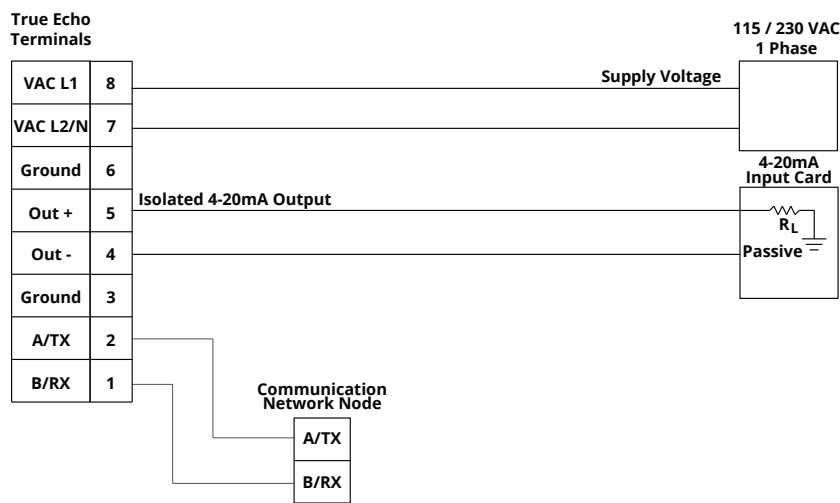 True Echo
Terminals
115 / 230 VAC
1 Phase
VAC L1 8
Supply Voltage
VAC L2/N 7
Ground 6
4-20mA
Input Card
Isolated 4-20mA Output
Out + 5
RL
Out - 4
Passive
Ground 3
A/TX 2
B/RX 1
Communication
Network Node
A/TX
B/RX